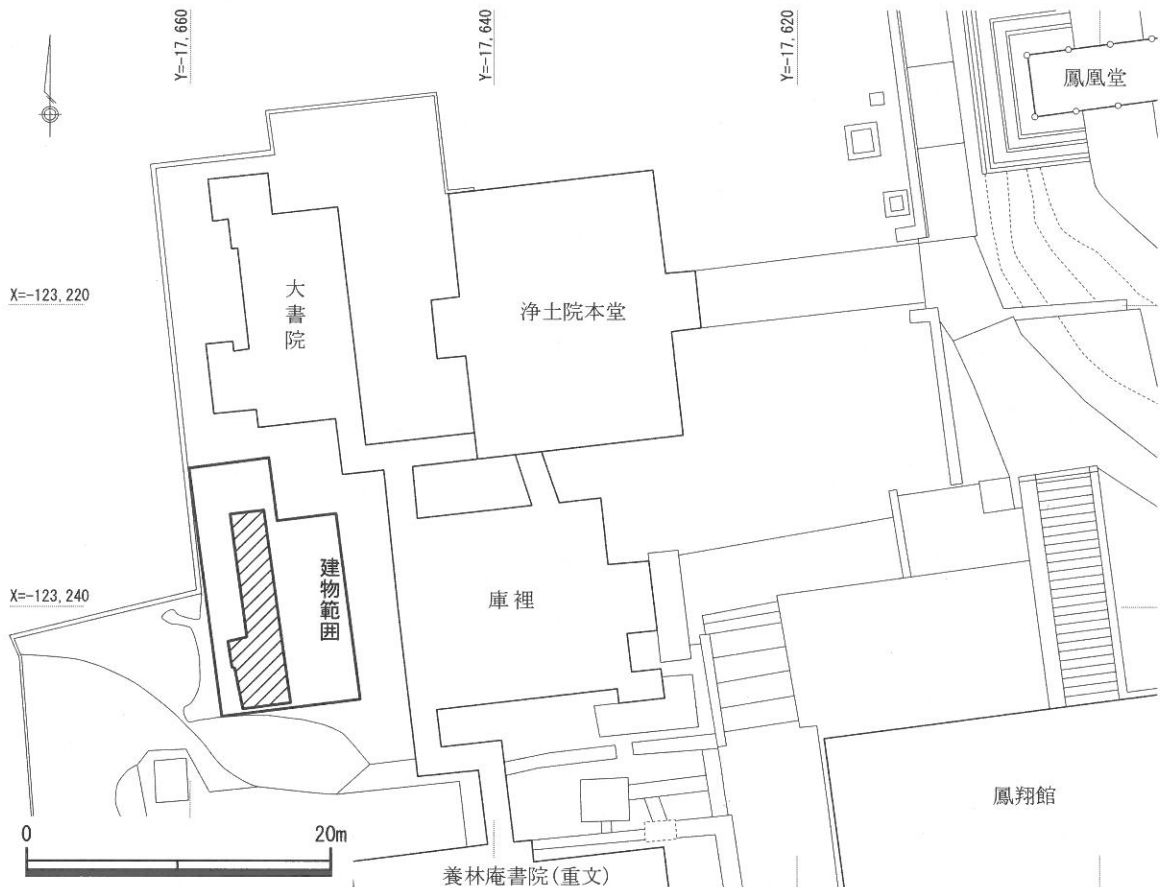 Y=-17,660
Y=-17,640
Y=-17,620
鳳凰堂
X=-123,220
大書院
浄土院本堂
建物範囲
X=-123,240
庫裡
鳳翔館
0
20m
養林庵書院(重文)